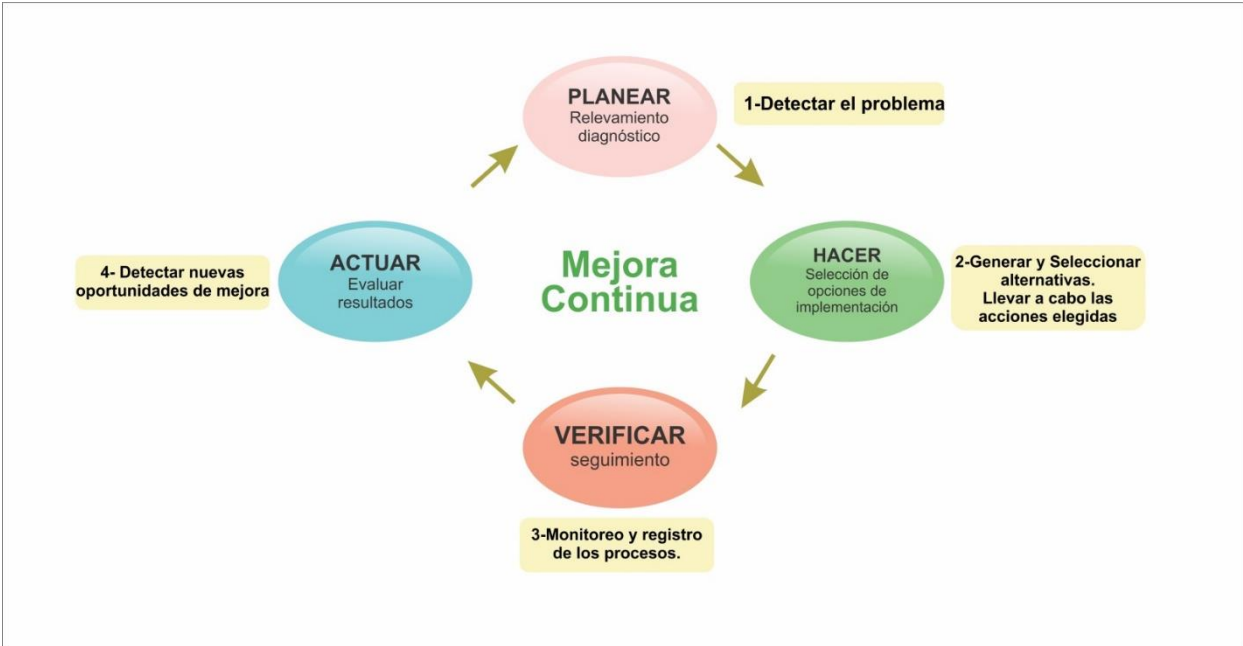 PLANEAR
Relevamiento
diagnóstico
1-Detectar el problema
HACER
Selección de
opciones de
implementación
2-Generar y Seleccionar
alternativas.
Llevar a cabo las
acciones elegidas
VERIFICAR
seguimiento
3-Monitoreo y registro
de los procesos.
ACTUAR
Evaluar
resultados
4- Detectar nuevas
oportunidades de mejora
Mejora
Continua